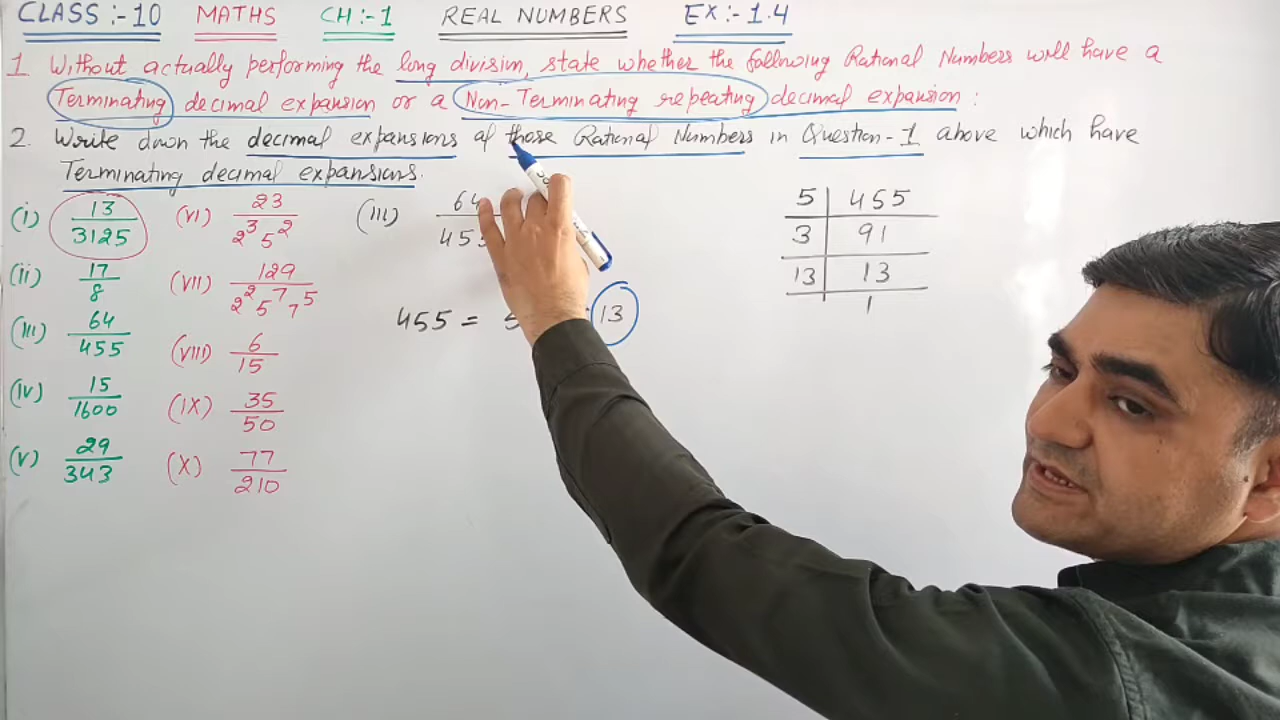 CLASS :- 10 MATHS CH :- 1 REAL NUMBERS EX :- 1.4
1. Without actually performing the long division, state whether the following Rational Numbers will have a
Terminating decimal expansion or a Non-Terminating repeating decimal expansion :
2. Write down the decimal expansions of those Rational Numbers in Question-1 above which have
Terminating decimal expansions.
(i) 13/3125
(ii) 17/8
(III) 64/455
(IV) 15/1600
(V) 29/343
(VI) 23/2³5²
(VII) 129/2²5⁷7⁵
(VIII) 6/15
(IX) 35/50
(X) 77/210
(III) 64/455
455 = 5 13
5 | 455
3 | 91
13 | 13
1